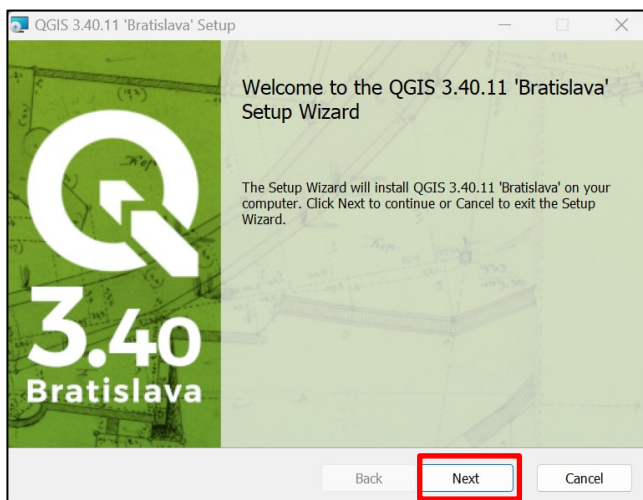 QGIS 3.40.11 'Bratislava' Setup
Welcome to the QGIS 3.40.11 'Bratislava'
Setup Wizard
The Setup Wizard will install QGIS 3.40.11 'Bratislava' on your
computer. Click Next to continue or Cancel to exit the Setup
Wizard.
3.40
Bratislava
Back
Next
Cancel